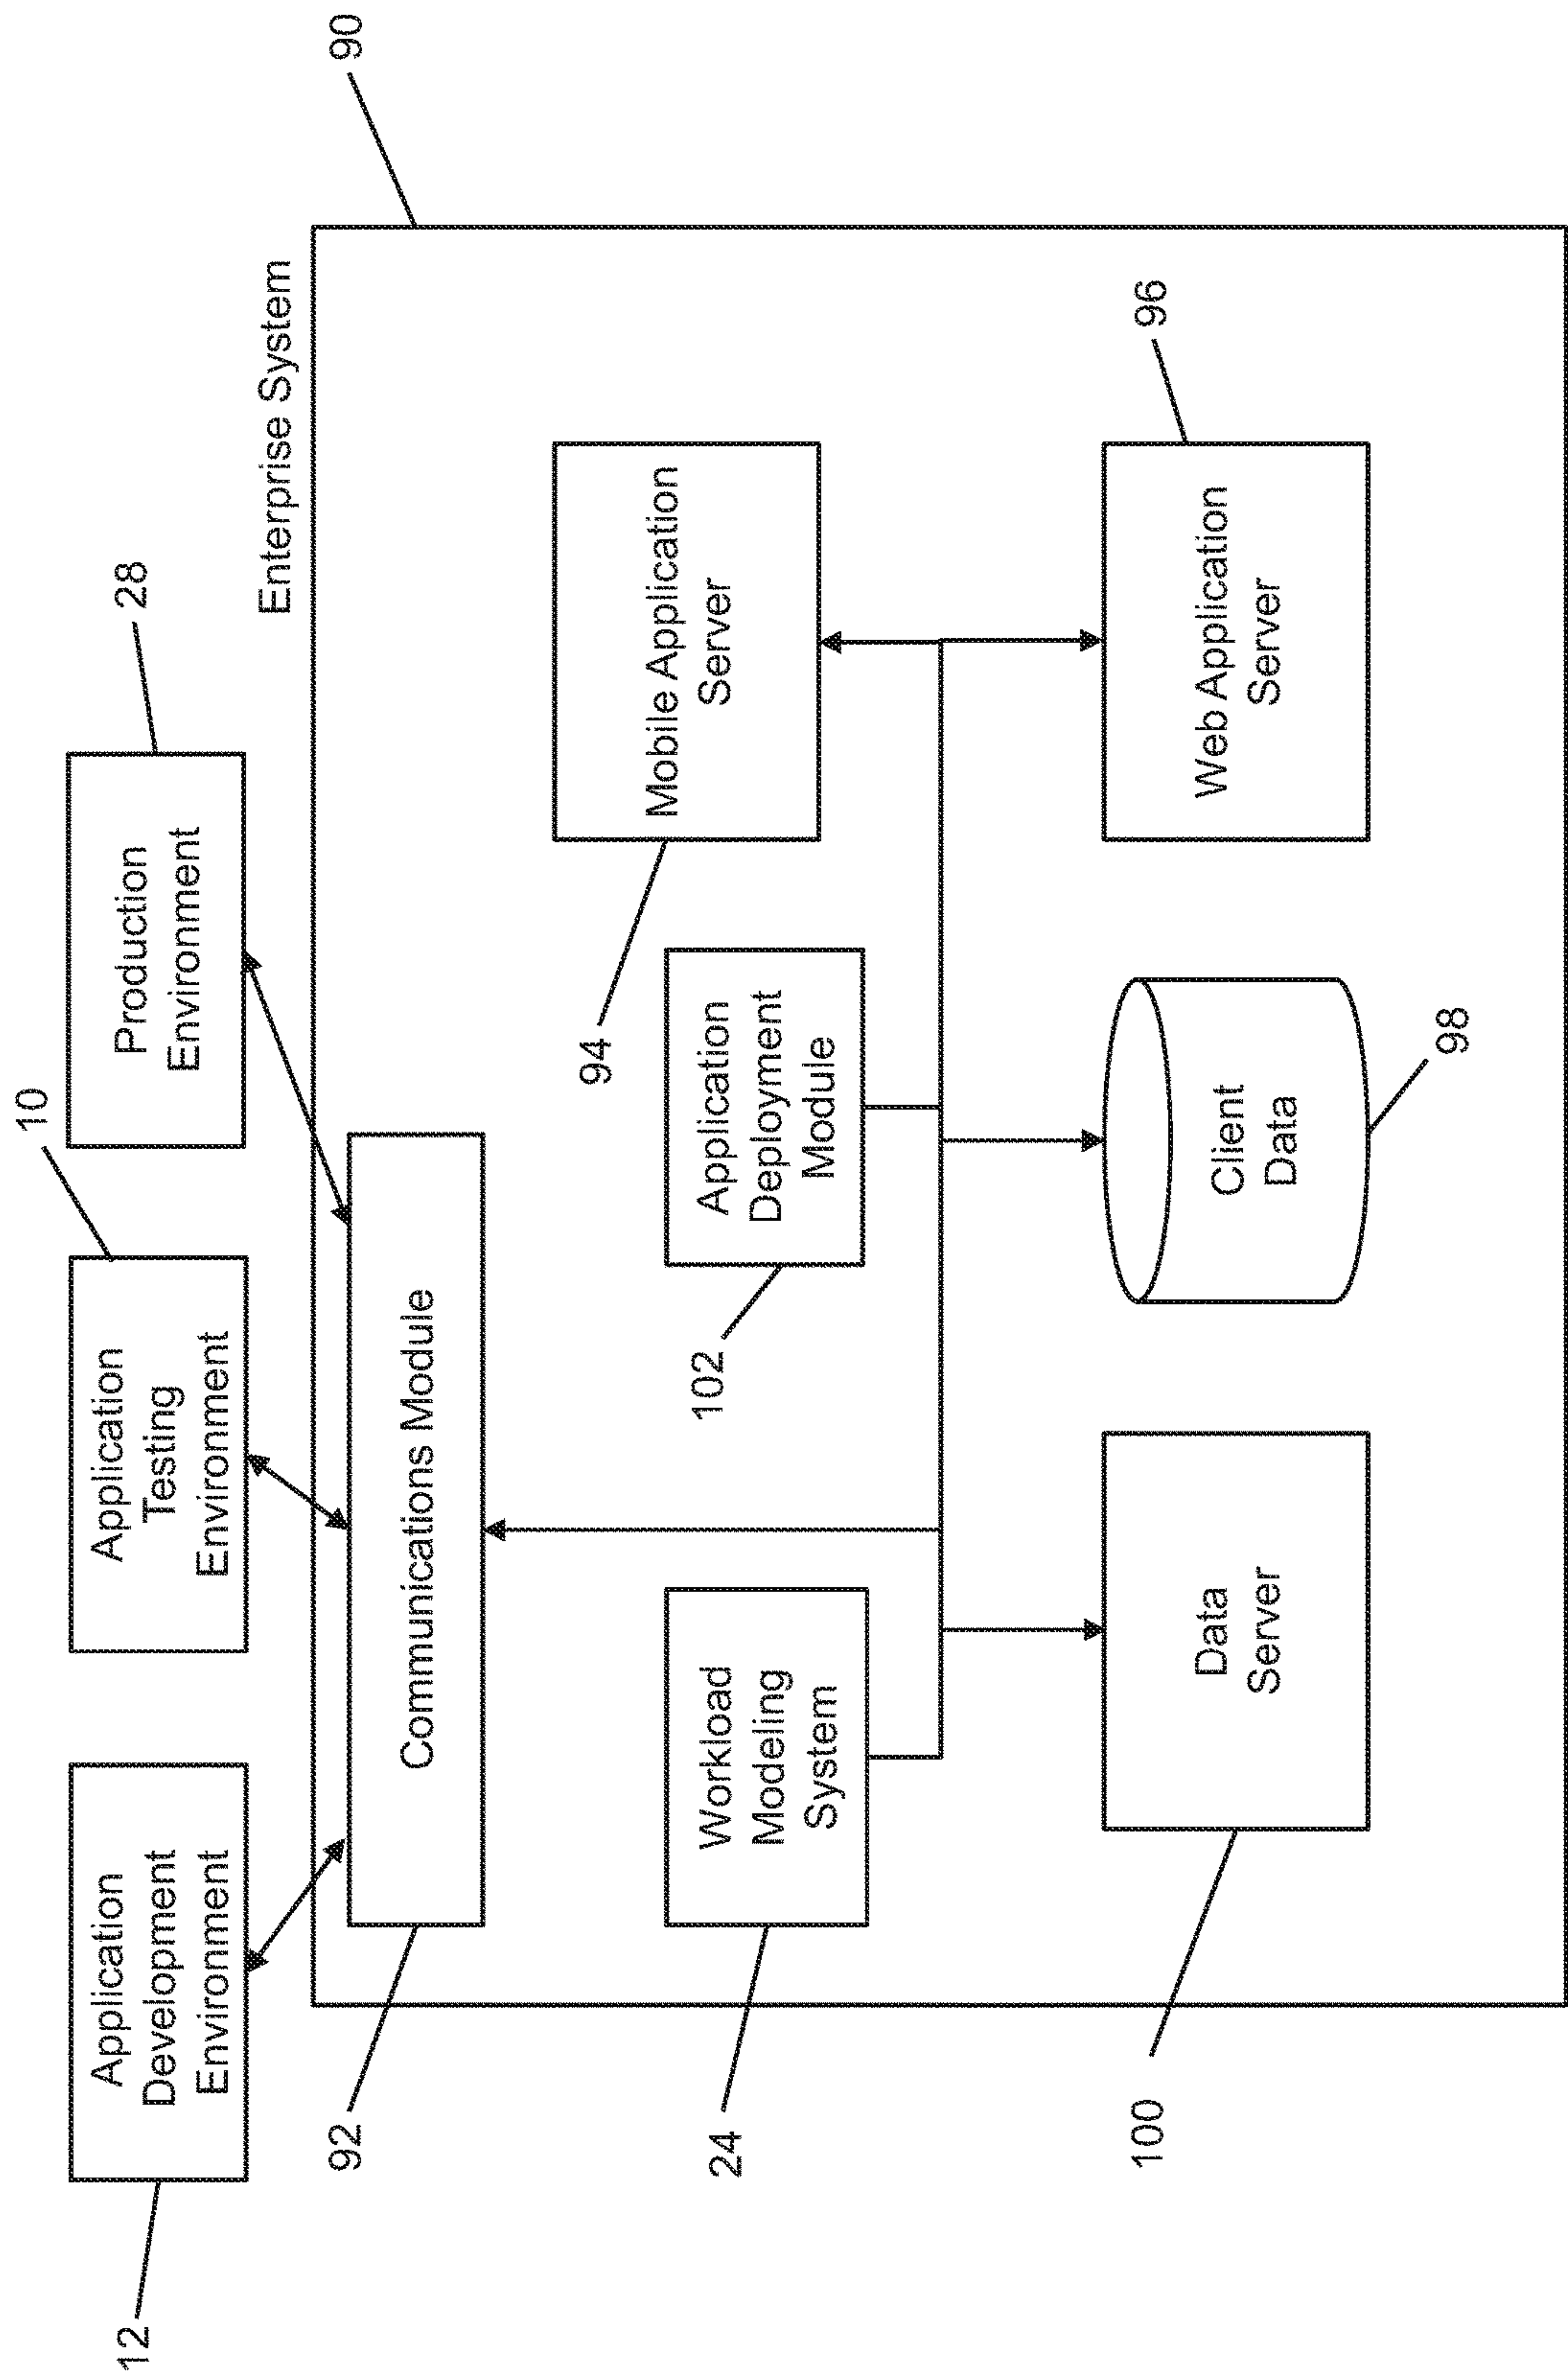 12
Application
Development
Environment
10
Application
Testing
Environment
28
Production
Environment
Enterprise System
90
92
Communications Module
24
Workload
Modeling
System
102
Application
Deployment
Module
94
Mobile Application
Server
100
Data
Server
98
Client
Data
96
Web Application
Server